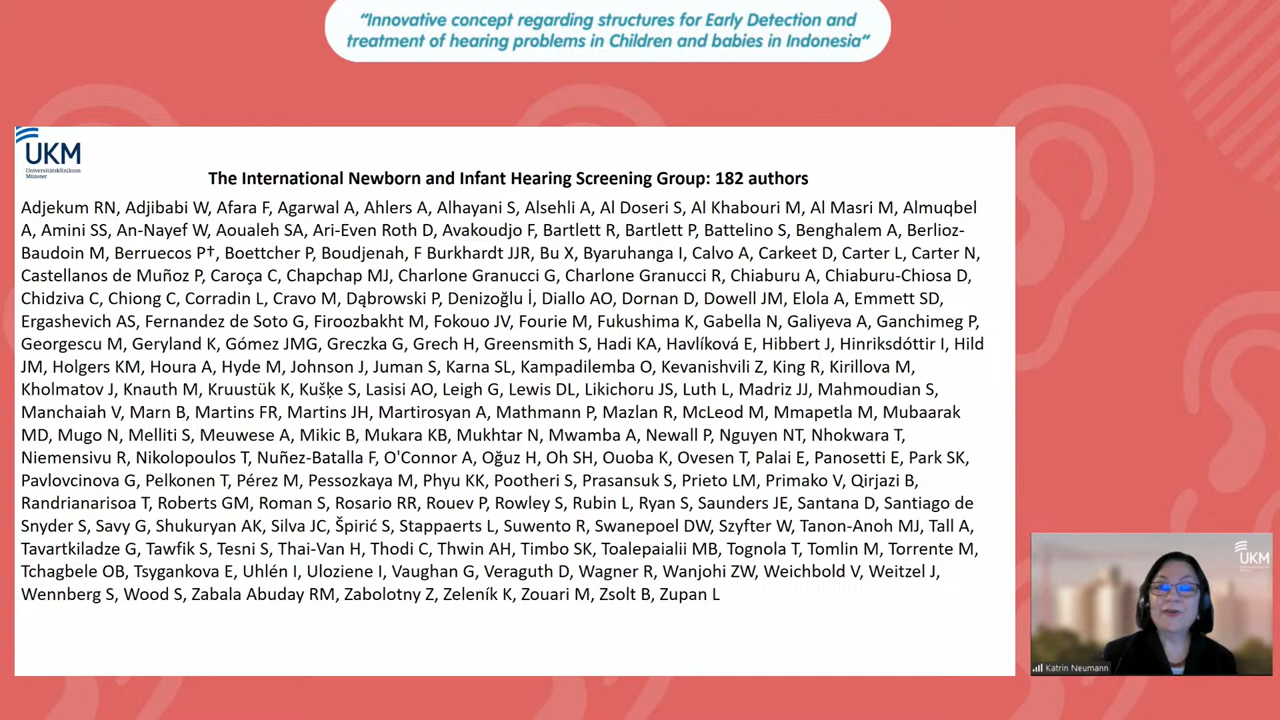 “Innovative concept regarding structures for Early Detection and
treatment of hearing problems in Children and babies in Indonesia“
UKM
Universitätsklinikum
Münster
The International Newborn and Infant Hearing Screening Group: 182 authors
Adjekum RN, Adjibabi W, Afara F, Agarwal A, Ahlers A, Alhayani S, Alsehli A, Al Doseri S, Al Khabouri M, Al Masri M, Almuqbel
A, Amini SS, An-Nayef W, Aoualeh SA, Ari-Even Roth D, Avakoudjo F, Bartlett R, Bartlett P, Battelino S, Benghalem A, Berlioz-
Baudoin M, Berruecos P†, Boettcher P, Boudjenah, F Burkhardt JJR, Bu X, Byaruhanga I, Calvo A, Carkeet D, Carter L, Carter N,
Castellanos de Muñoz P, Caroça C, Chapchap MJ, Charlone Granucci G, Charlone Granucci R, Chiaburu A, Chiaburu-Chiosa D,
Chidziva C, Chiong C, Corradin L, Cravo M, Dąbrowski P, Denizoğlu İ, Diallo AO, Dornan D, Dowell JM, Elola A, Emmett SD,
Ergashevich AS, Fernandez de Soto G, Firoozbakht M, Fokouo JV, Fourie M, Fukushima K, Gabella N, Galiyeva A, Ganchimeg P,
Georgescu M, Geryland K, Gómez JMG, Greczka G, Grech H, Greensmith S, Hadi KA, Havlíková E, Hibbert J, Hinriksdóttir I, Hild
JM, Holgers KM, Houra A, Hyde M, Johnson J, Juman S, Karna SL, Kampadilemba O, Kevanishvili Z, King R, Kirillova M,
Kholmatov J, Knauth M, Kruustük K, Kušķe S, Lasisi AO, Leigh G, Lewis DL, Likichoru JS, Luth L, Madriz JJ, Mahmoudian S,
Manchaiah V, Marn B, Martins FR, Martins JH, Martirosyan A, Mathmann P, Mazlan R, McLeod M, Mmapetla M, Mubaarak
MD, Mugo N, Melliti S, Meuwese A, Mikic B, Mukara KB, Mukhtar N, Mwamba A, Newall P, Nguyen NT, Nhokwara T,
Niemensivu R, Nikolopoulos T, Nuñez-Batalla F, O'Connor A, Oğuz H, Oh SH, Ouoba K, Ovesen T, Palai E, Panosetti E, Park SK,
Pavlovcinova G, Pelkonen T, Pérez M, Pessozkaya M, Phyu KK, Pootheri S, Prasansuk S, Prieto LM, Primako V, Qirjazi B,
Randrianarisoa T, Roberts GM, Roman S, Rosario RR, Rouev P, Rowley S, Rubin L, Ryan S, Saunders JE, Santana D, Santiago de
Snyder S, Savy G, Shukuryan AK, Silva JC, Špirić S, Stappaerts L, Suwento R, Swanepoel DW, Szyfter W, Tanon-Anoh MJ, Tall A,
Tavartkiladze G, Tawfik S, Tesni S, Thai-Van H, Thodi C, Thwin AH, Timbo SK, Toalepaialii MB, Tognola T, Tomlin M, Torrente M,
Tchagbele OB, Tsygankova E, Uhlén I, Uloziene I, Vaughan G, Veraguth D, Wagner R, Wanjohi ZW, Weichbold V, Weitzel J,
Wennberg S, Wood S, Zabala Abuday RM, Zabolotny Z, Zeleník K, Zouari M, Zsolt B, Zupan L
UKM
Katrin Neumann